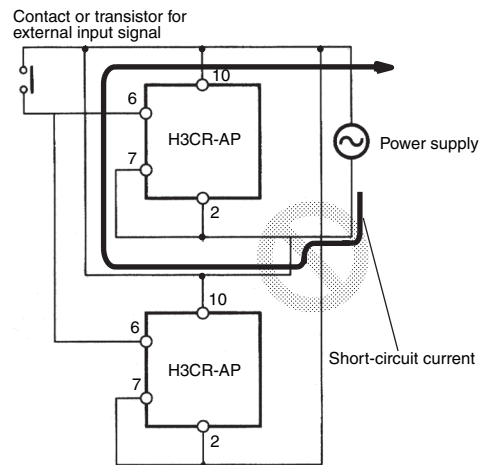 Contact or transistor for
external input signal
10
6
H3CR-AP
7
2
Power supply
10
6
H3CR-AP
7
2
Short-circuit current